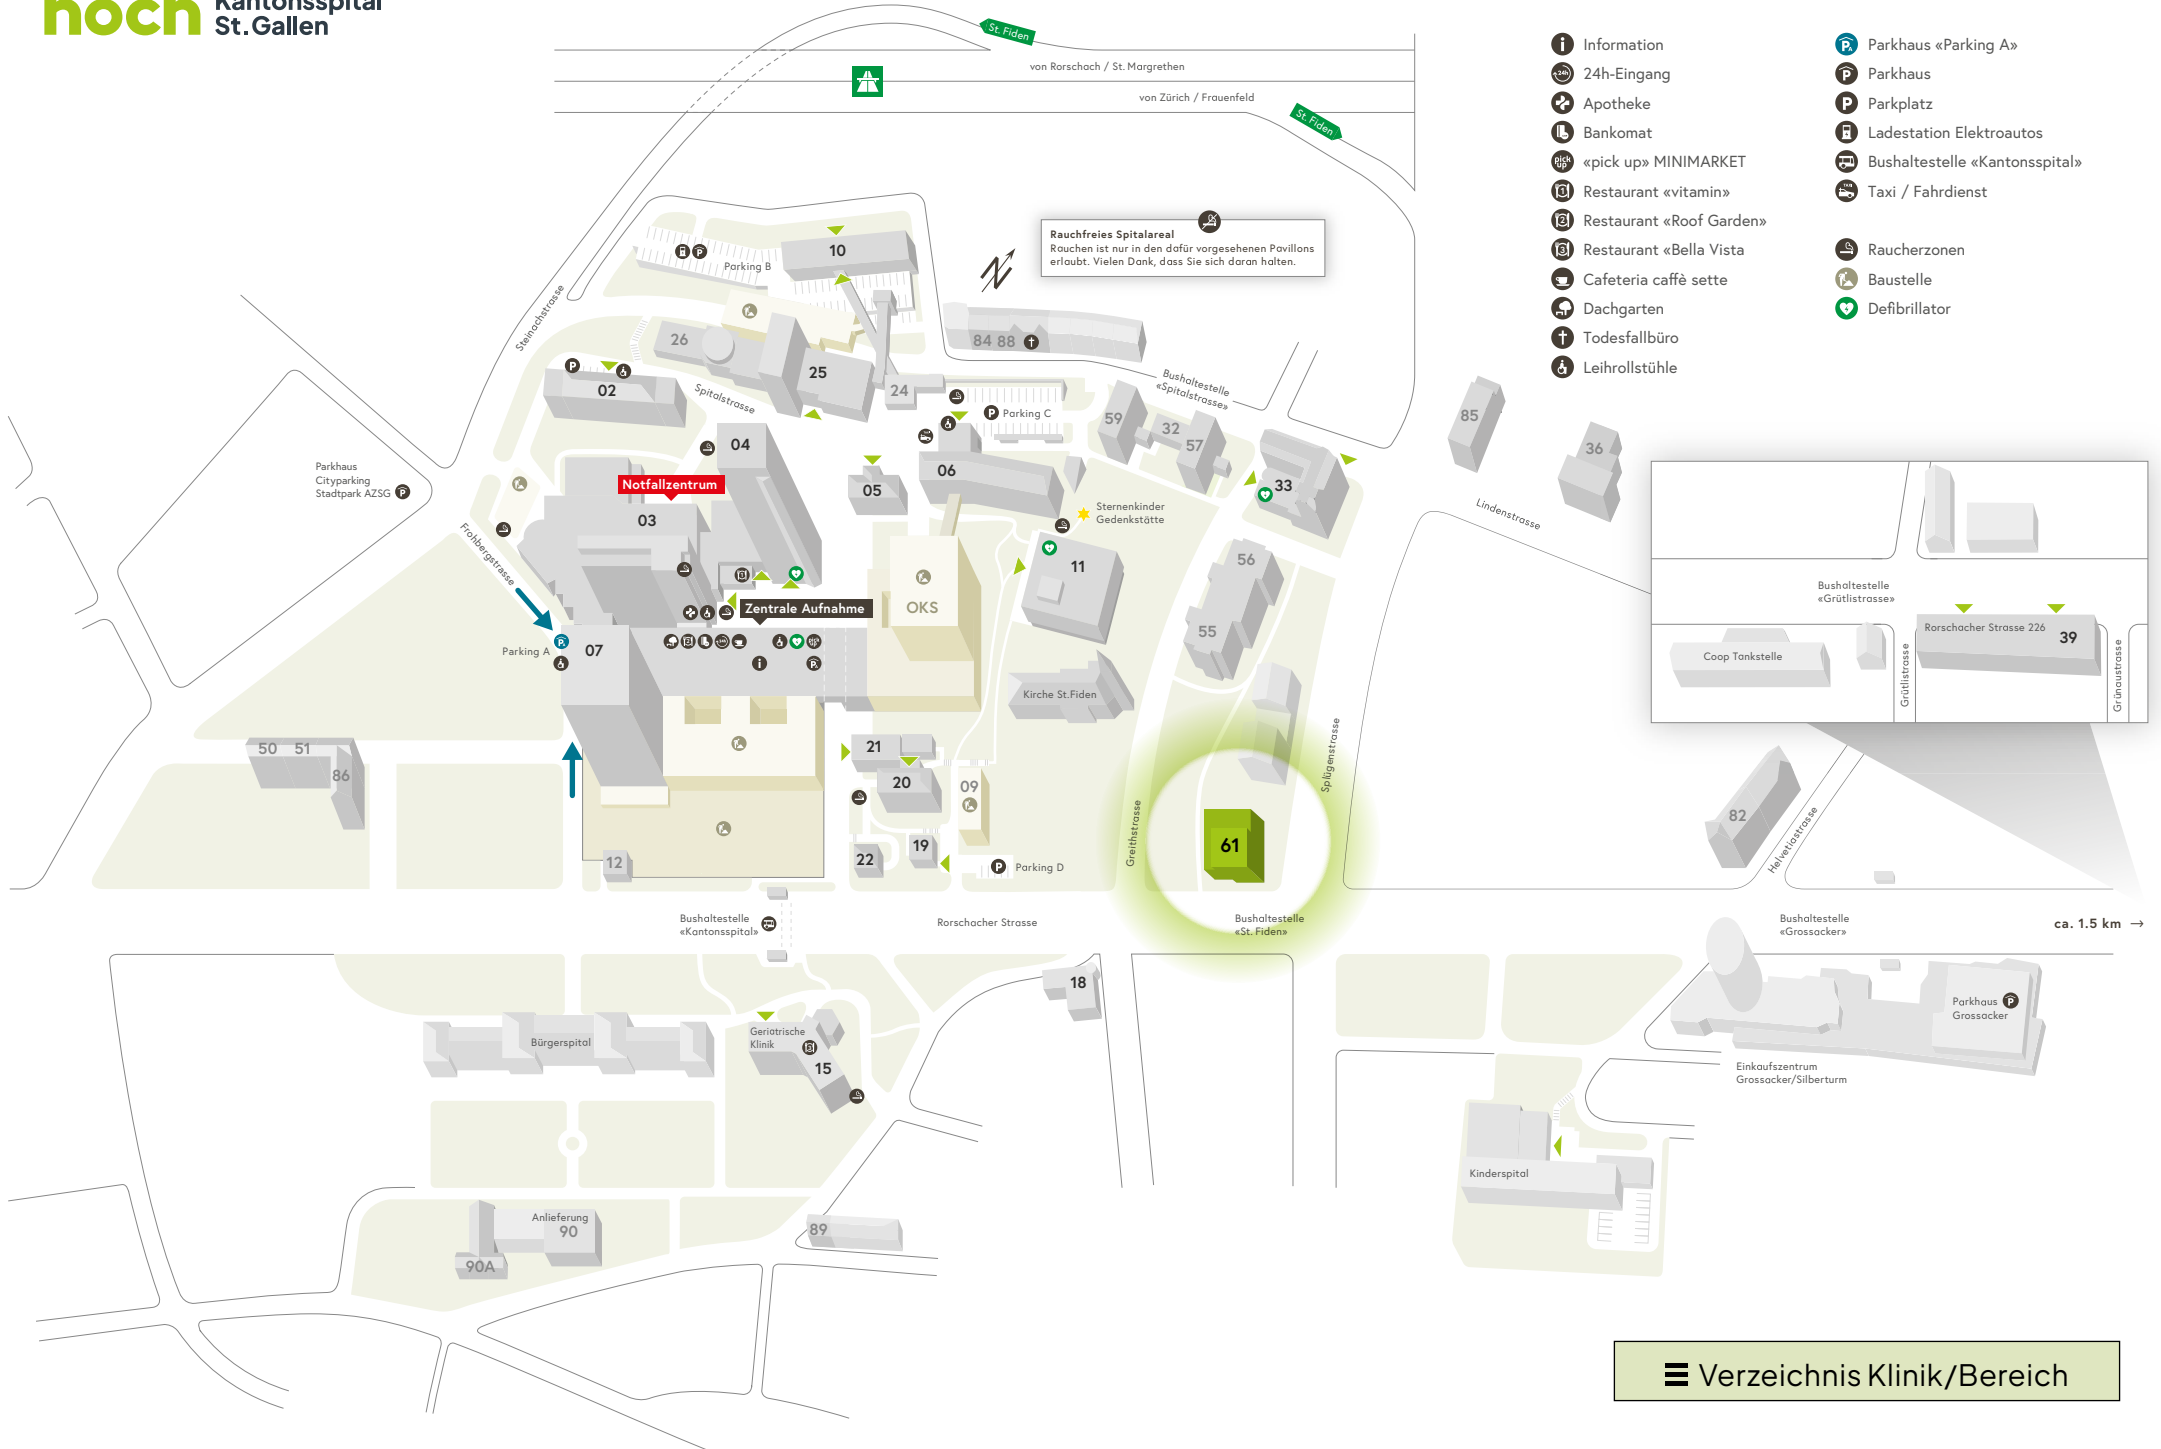 noch Kantonsspital
St.Gallen
St. Fiden
von Rorschach / St. Margrethen
von Zürich / Frauenfeld
St. Fiden
Information
24h-Eingang
Apotheke
Bankomat
«pick up» MINIMARKET
Restaurant «vitamin»
Restaurant «Roof Garden»
Restaurant «Bella Vista
Cafeteria caffè sette
Dachgarten
Todesfallbüro
Leihrollstühle
Parkhaus «Parking A»
Parkhaus
Parkplatz
Ladestation Elektroautos
Bushaltestelle «Kantonsspital»
Taxi / Fahrdienst
Raucherzonen
Baustelle
Defibrillator
Rauchfreies Spitalareal
Rauchen ist nur in den dafür vorgesehenen Pavillons
erlaubt. Vielen Dank, dass Sie sich daran halten.
N
10
Parking B
Steinachstrasse
26
84 88
25
24
02
Spitalstrasse
Bushaltestelle
«Spitalstrasse»
Parking C
59
32
57
85
36
04
06
05
33
Parkhaus
Cityparking
Stadtpark AZSG
Notfallzentrum
03
Sternenkinder
Gedenkstätte
Lindenstrasse
Frohbergstrasse
11
56
OKS
Zentrale Aufnahme
55
Parking A
07
Kirche St.Fiden
Bushaltestelle
«Grütlistrasse»
Rorschacher Strasse 226
39
Coop Tankstelle
Grütlistrasse
Grünaustrasse
50 51
86
21
20
09
Splügenstrasse
Greithstrasse
61
82
Helvetiastrasse
12
22
19
Parking D
Bushaltestelle
«Kantonsspital»
Rorschacher Strasse
Bushaltestelle
«St. Fiden»
Bushaltestelle
«Grossacker»
ca. 1.5 km →
18
Parkhaus
Grossacker
Bürgerspital
Geriatrische
Klinik
15
Einkaufszentrum
Grossacker/Silberturm
Kinderspital
Anlieferung
90
90A
89
Verzeichnis Klinik/Bereich